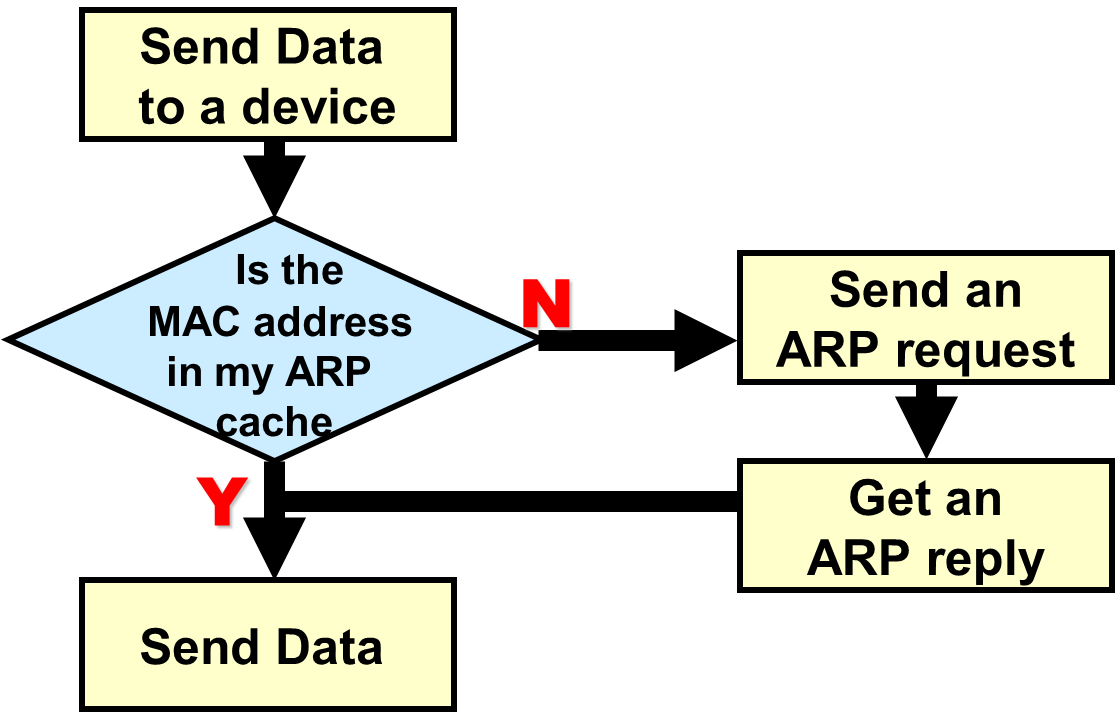 Send Data
to a device
Is the
MAC address
in my ARP
cache
N
Send an
ARP request
Y
Get an
ARP reply
Send Data